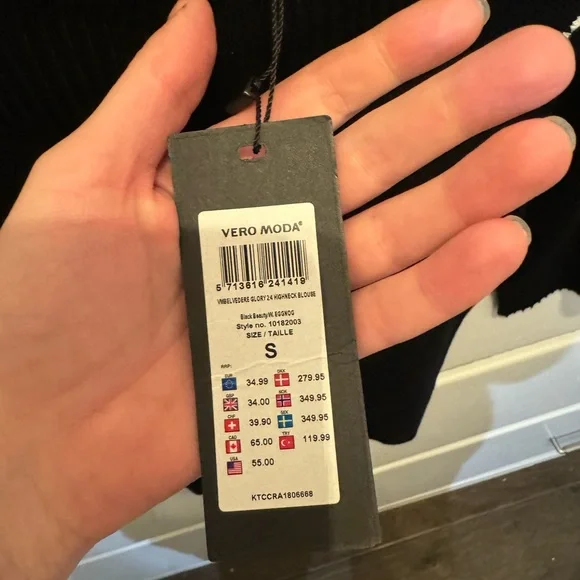 VERO MODA®
5 713616 241419
VMBELVEDERE GLORY 2/4 HIGHNECK BLOUSE
Black Beauty/W. EGGNOG
Style no. 10182003
SIZE / TAILLE
S
RRP:
EUR 34.99 DKK 279.95
GBP 34.00 NOK 349.95
CHF 39.90 SEK 349.95
CAD 65.00 TRY 119.99
USA 55.00
KTCCRA1806668